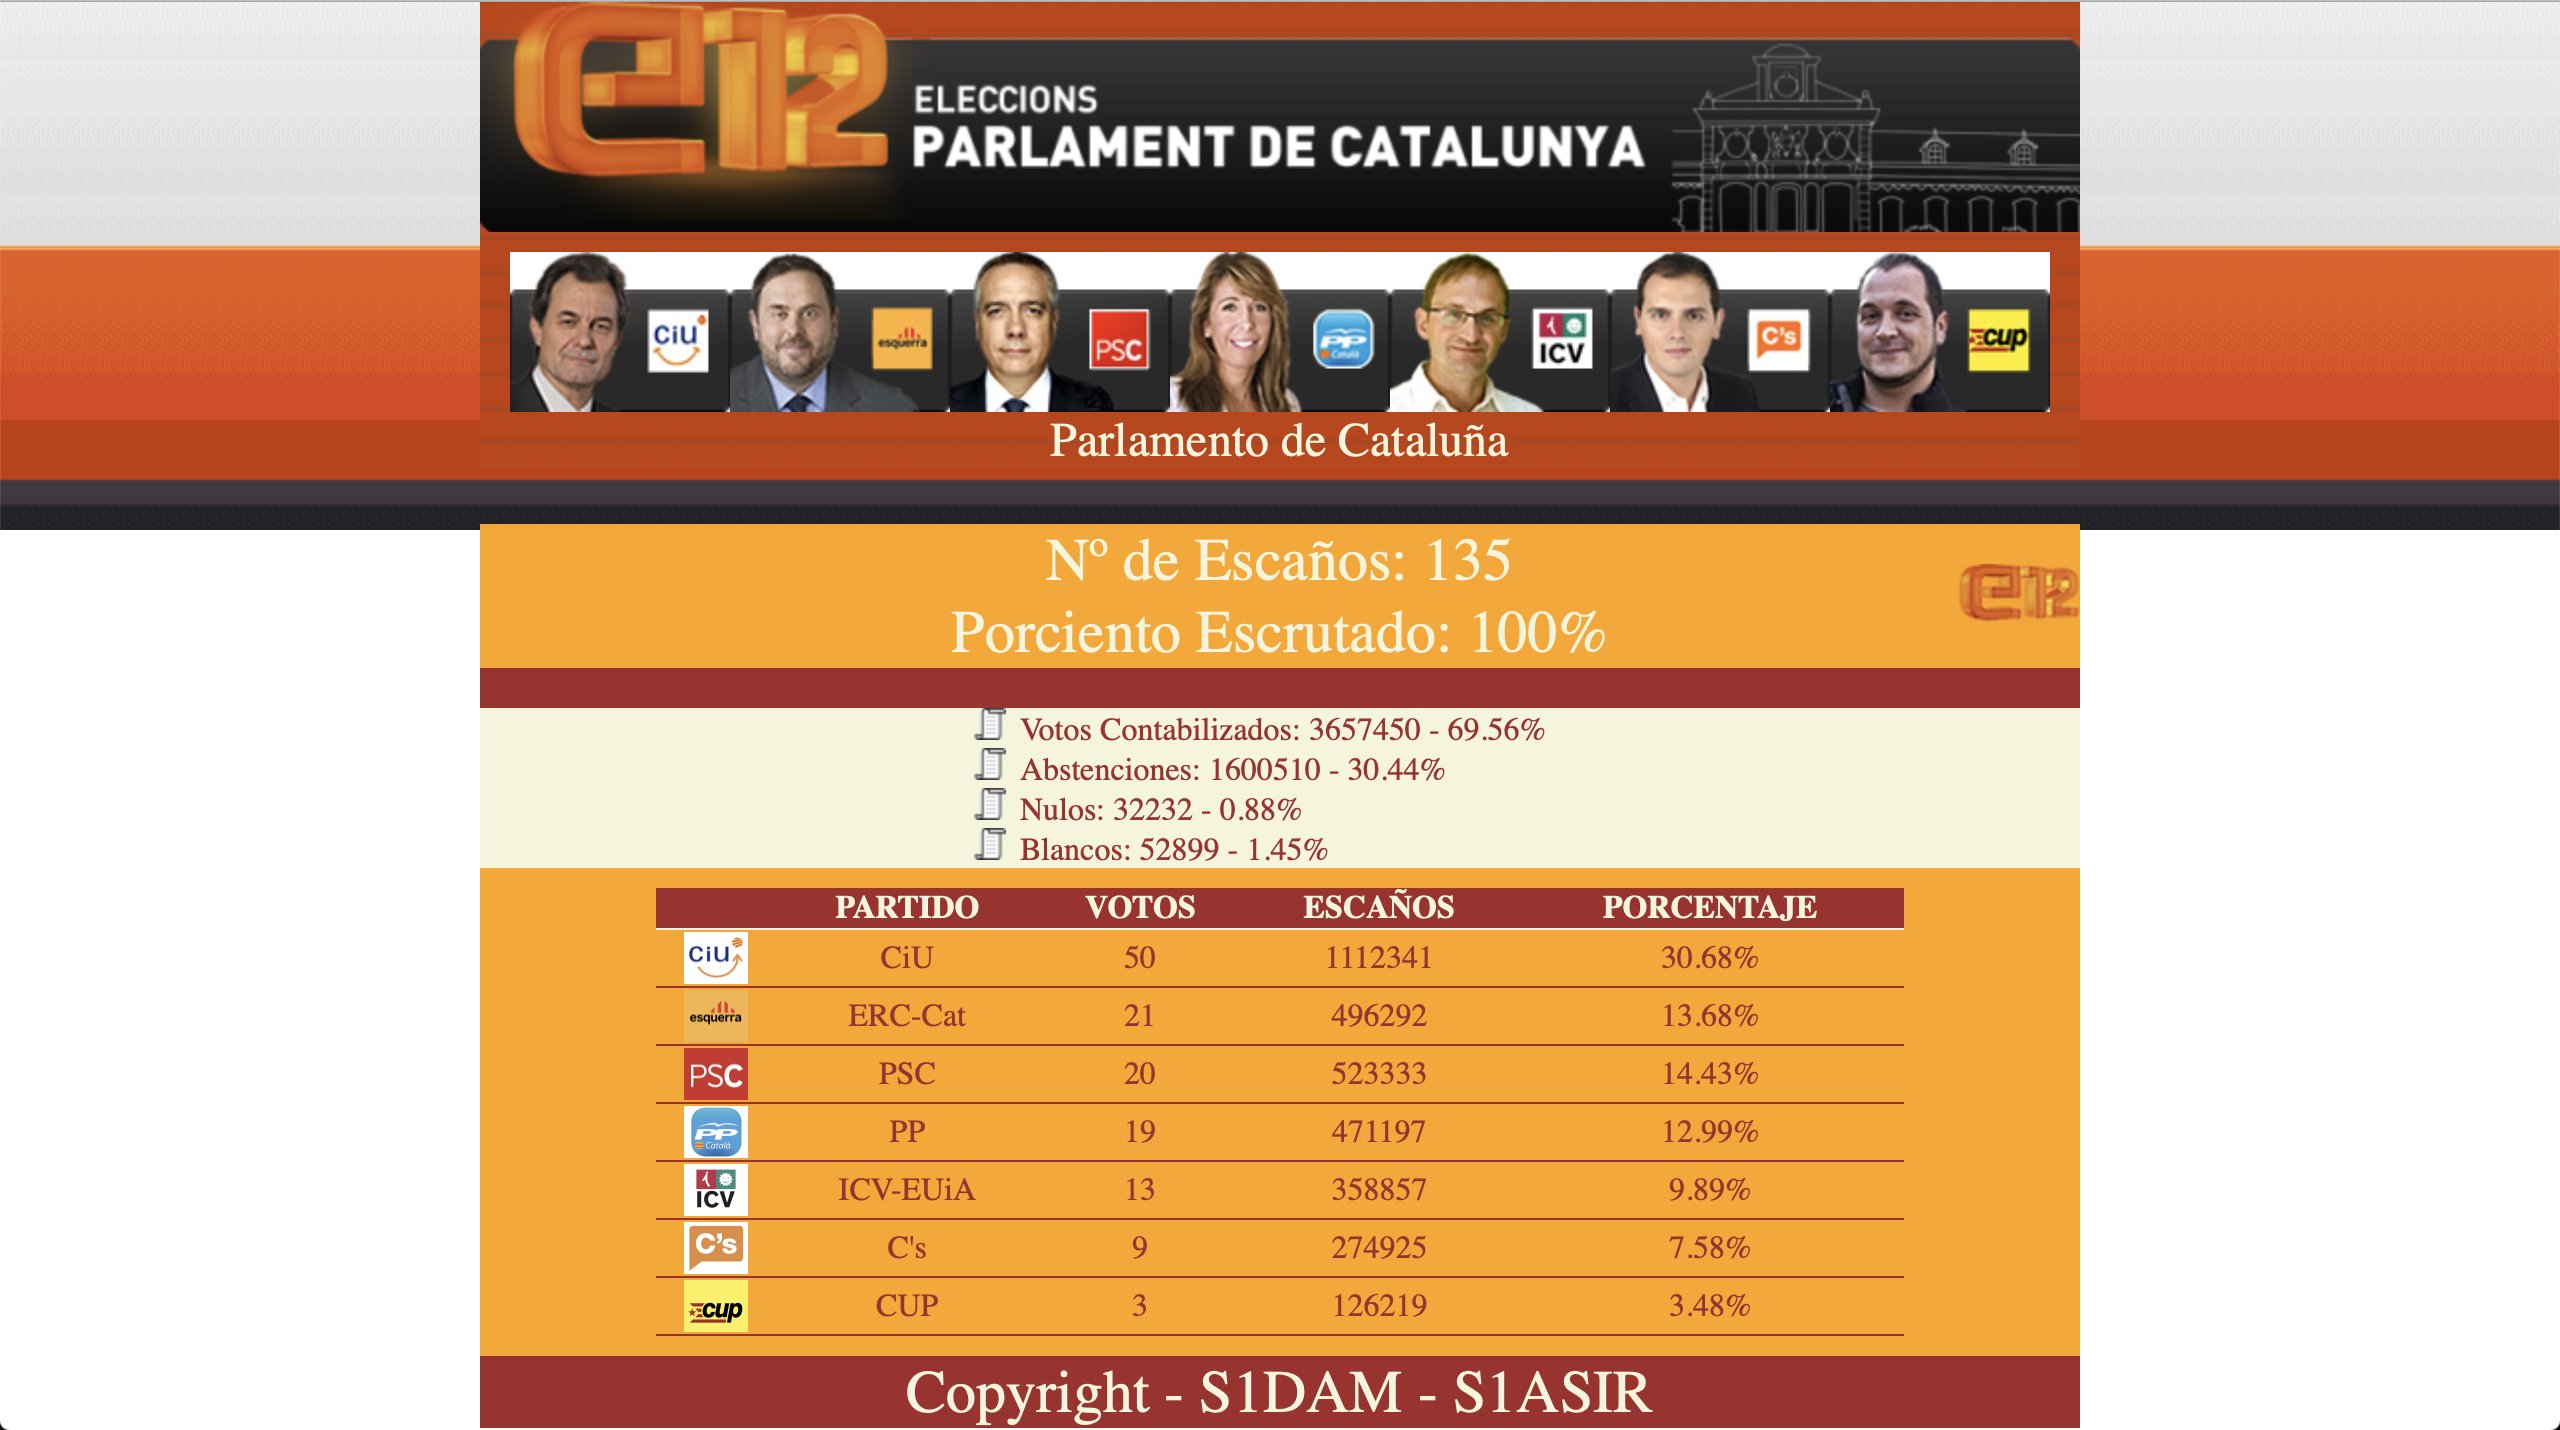 e12
ELECCIONS
PARLAMENT DE CATALUNYA
CiU esquerra PSC PP Català ICV C's cup
Parlamento de Cataluña
Nº de Escaños: 135
e12
Porciento Escrutado: 100%
Votos Contabilizados: 3657450 - 69.56%
Abstenciones: 1600510 - 30.44%
Nulos: 32232 - 0.88%
Blancos: 52899 - 1.45%
PARTIDO VOTOS ESCAÑOS PORCENTAJE
CiU CiU 50 1112341 30.68%
esquerra ERC-Cat 21 496292 13.68%
PSC PSC 20 523333 14.43%
PP Català PP 19 471197 12.99%
ICV ICV-EUiA 13 358857 9.89%
C's C's 9 274925 7.58%
cup CUP 3 126219 3.48%
Copyright - S1DAM - S1ASIR